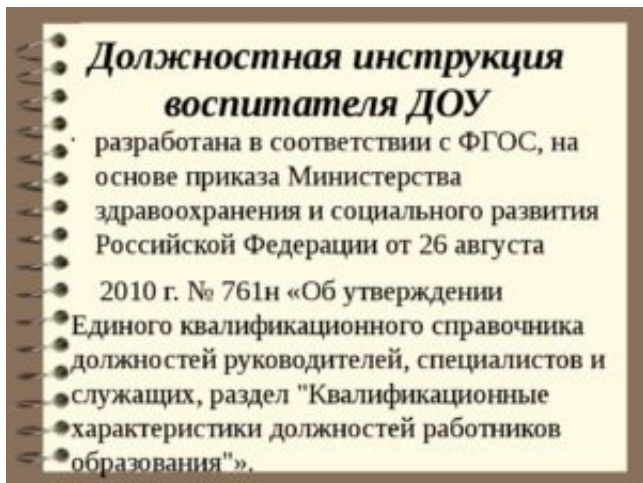 Должностная инструкция
воспитателя ДОУ
· разработана в соответствии с ФГОС, на
основе приказа Министерства
здравоохранения и социального развития
Российской Федерации от 26 августа
2010 г. № 761н «Об утверждении
Единого квалификационного справочника
должностей руководителей, специалистов и
служащих, раздел "Квалификационные
характеристики должностей работников
образования"».